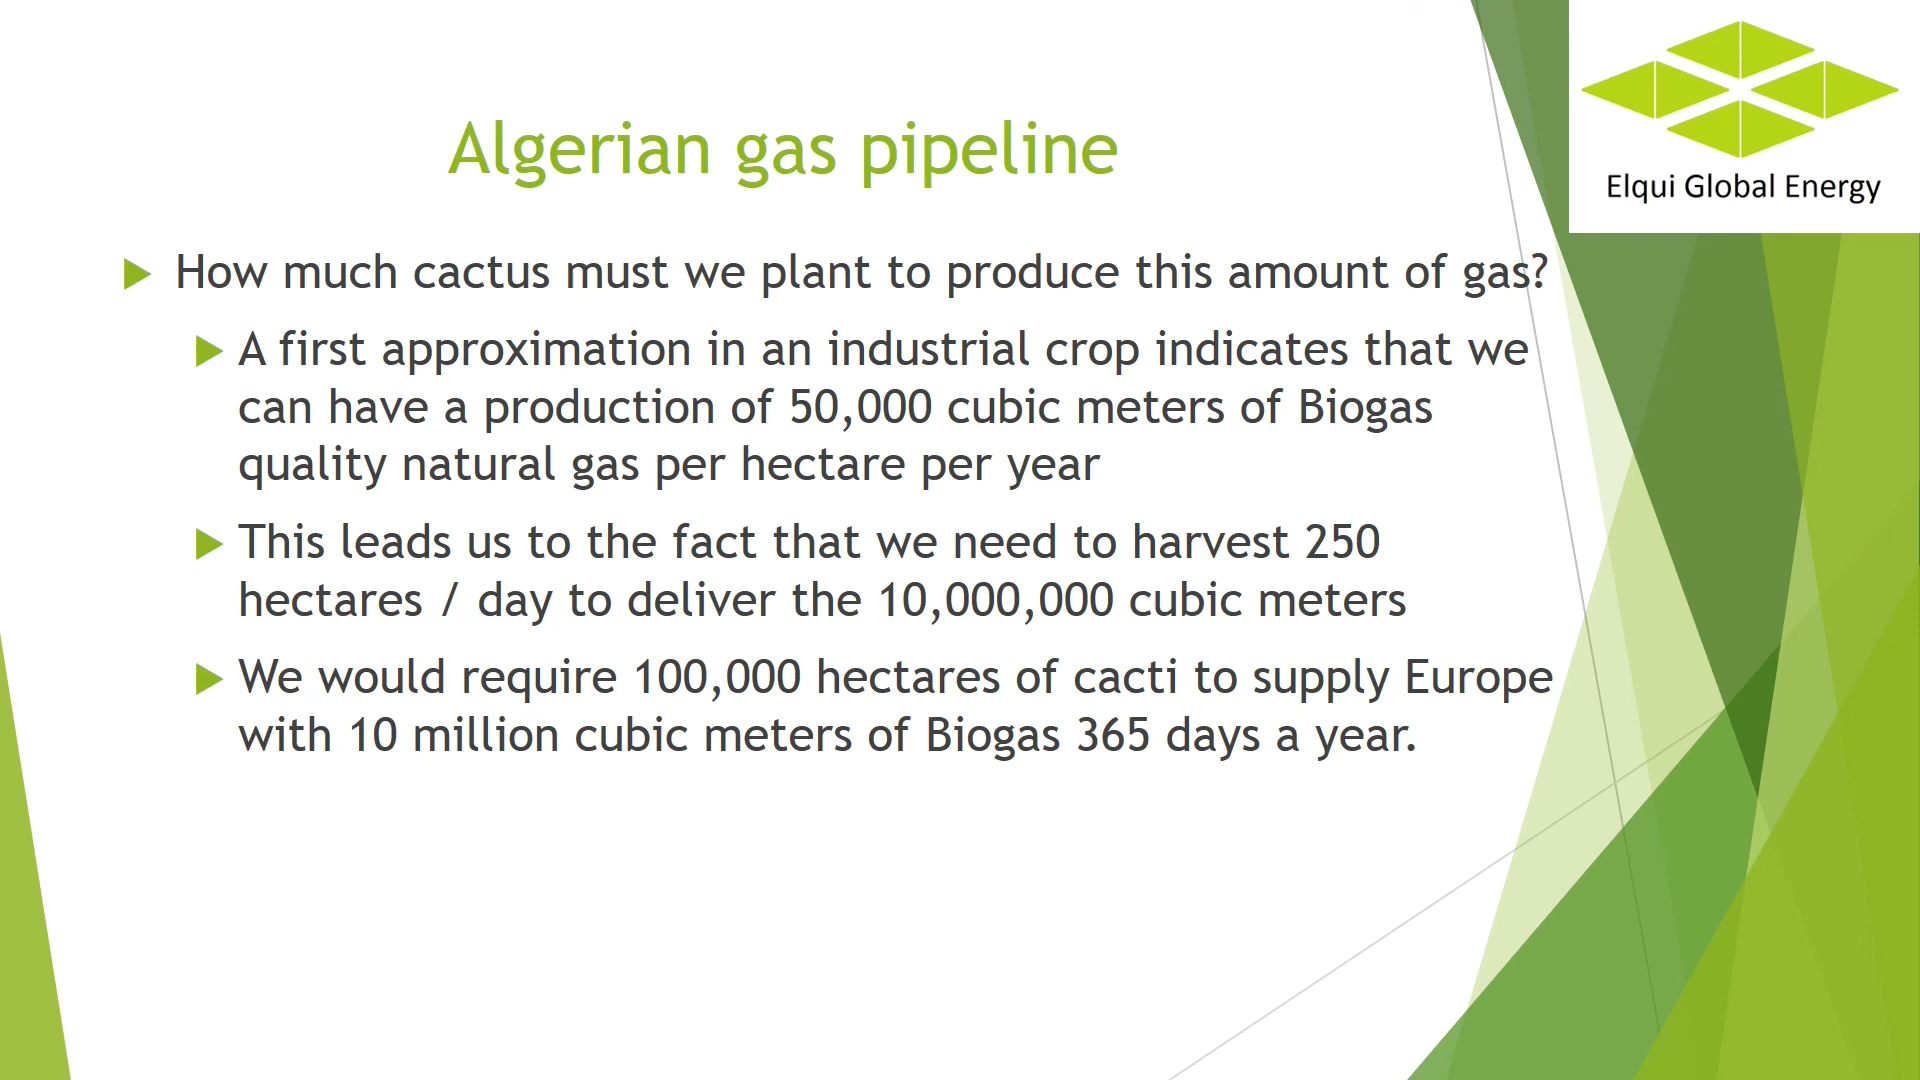 Elqui Global Energy
Algerian gas pipeline
How much cactus must we plant to produce this amount of gas?
A first approximation in an industrial crop indicates that we
can have a production of 50,000 cubic meters of Biogas
quality natural gas per hectare per year
This leads us to the fact that we need to harvest 250
hectares / day to deliver the 10,000,000 cubic meters
We would require 100,000 hectares of cacti to supply Europe
with 10 million cubic meters of Biogas 365 days a year.